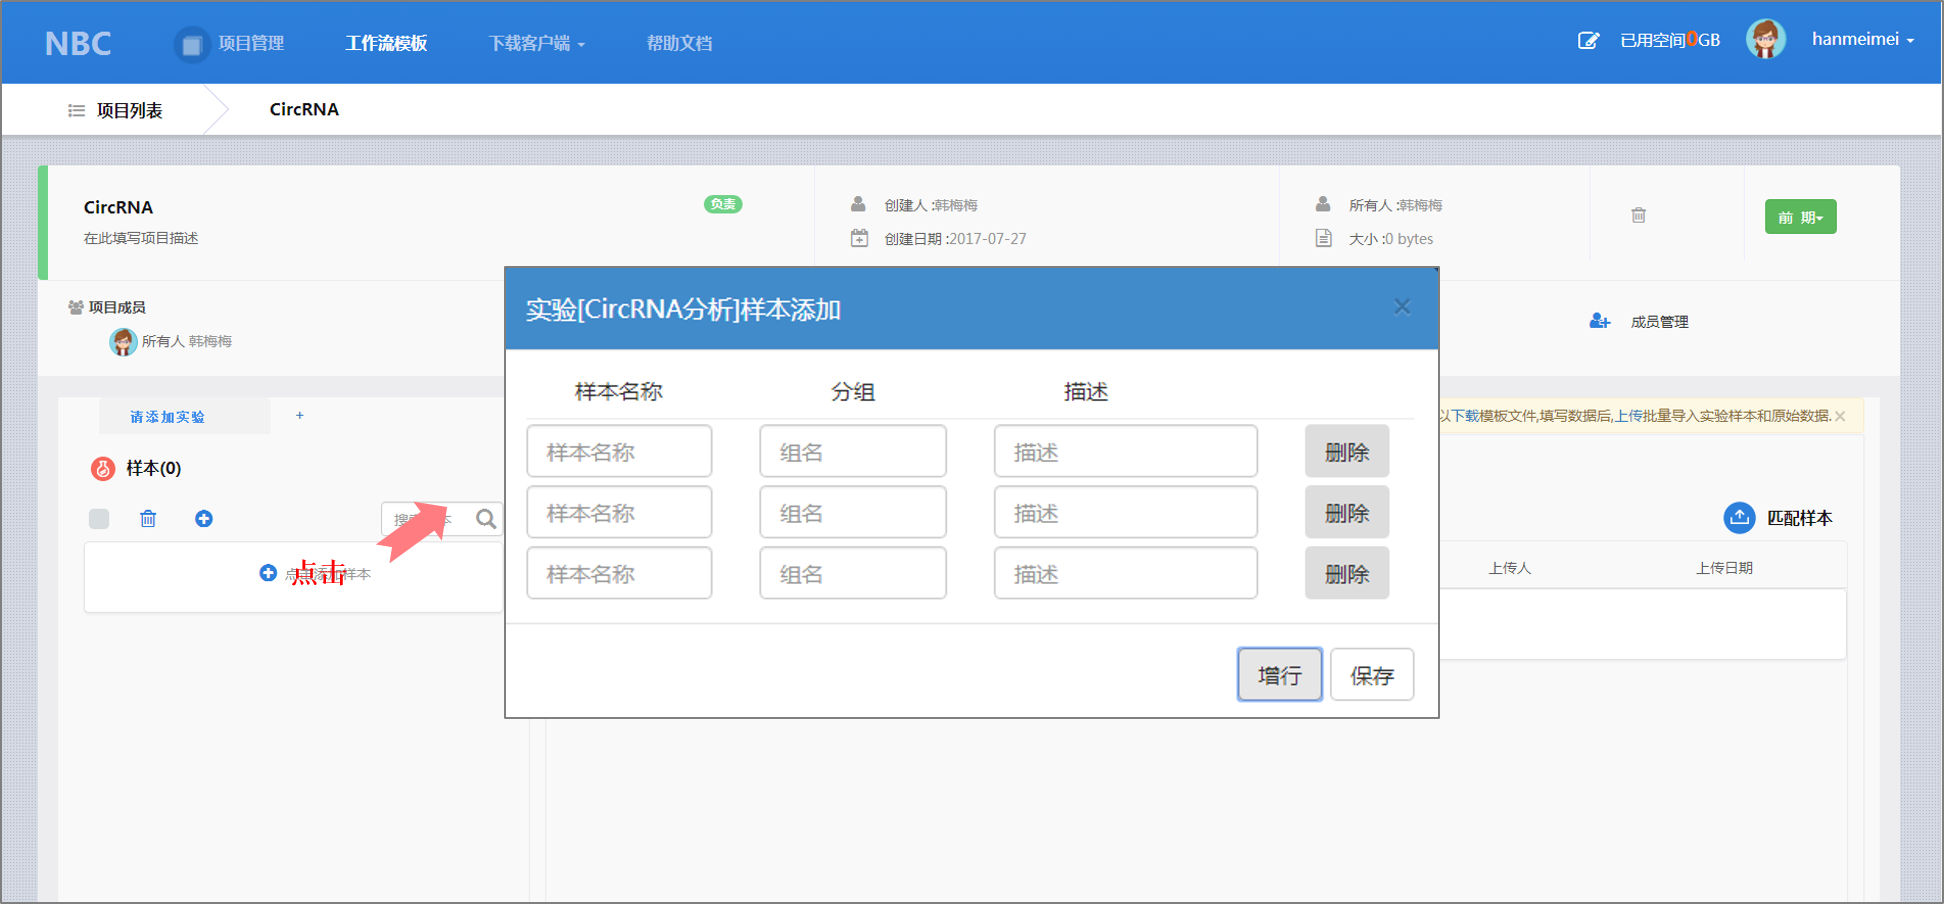 NBC 项目管理 工作流模板 下载客户端 帮助文档 已用空间0GB hanmeimei
项目列表 CircRNA
CircRNA 负责 创建人 :韩梅梅 所有人 :韩梅梅
前 期
在此填写项目描述 创建日期 :2017-07-27 大小 :0 bytes
项目成员
所有人 韩梅梅
成员管理
实验[CircRNA分析]样本添加 ×
样本名称 分组 描述
样本名称 组名 描述 删除
样本名称 组名 描述 删除
样本名称 组名 描述 删除
增行 保存
请添加实验 +
以下载模板文件,填写数据后,上传批量导入实验样本和原始数据. ×
样本(0)
匹配样本
点击
上传人 上传日期